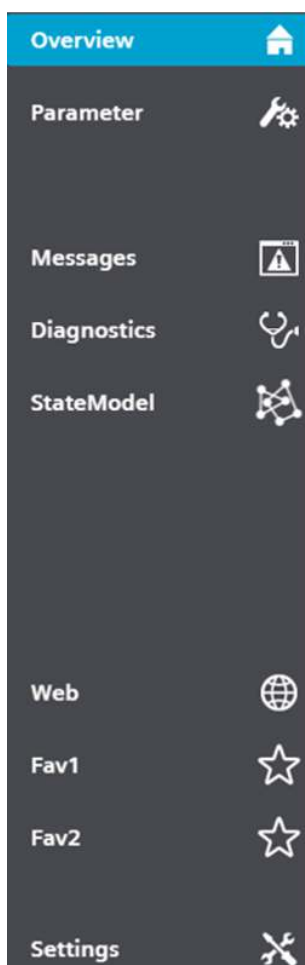 Overview
Parameter
Messages
Diagnostics
StateModel
Web
Fav1
Fav2
Settings